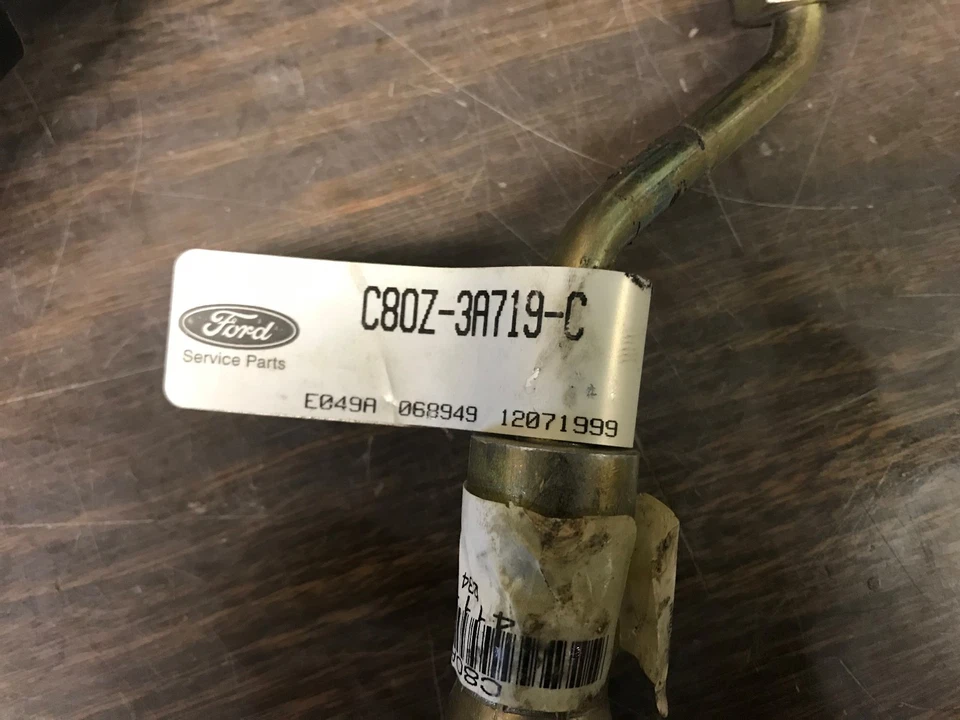 C8OZ-3A719-C
Ford
Service Parts
E049A 068949 12071999